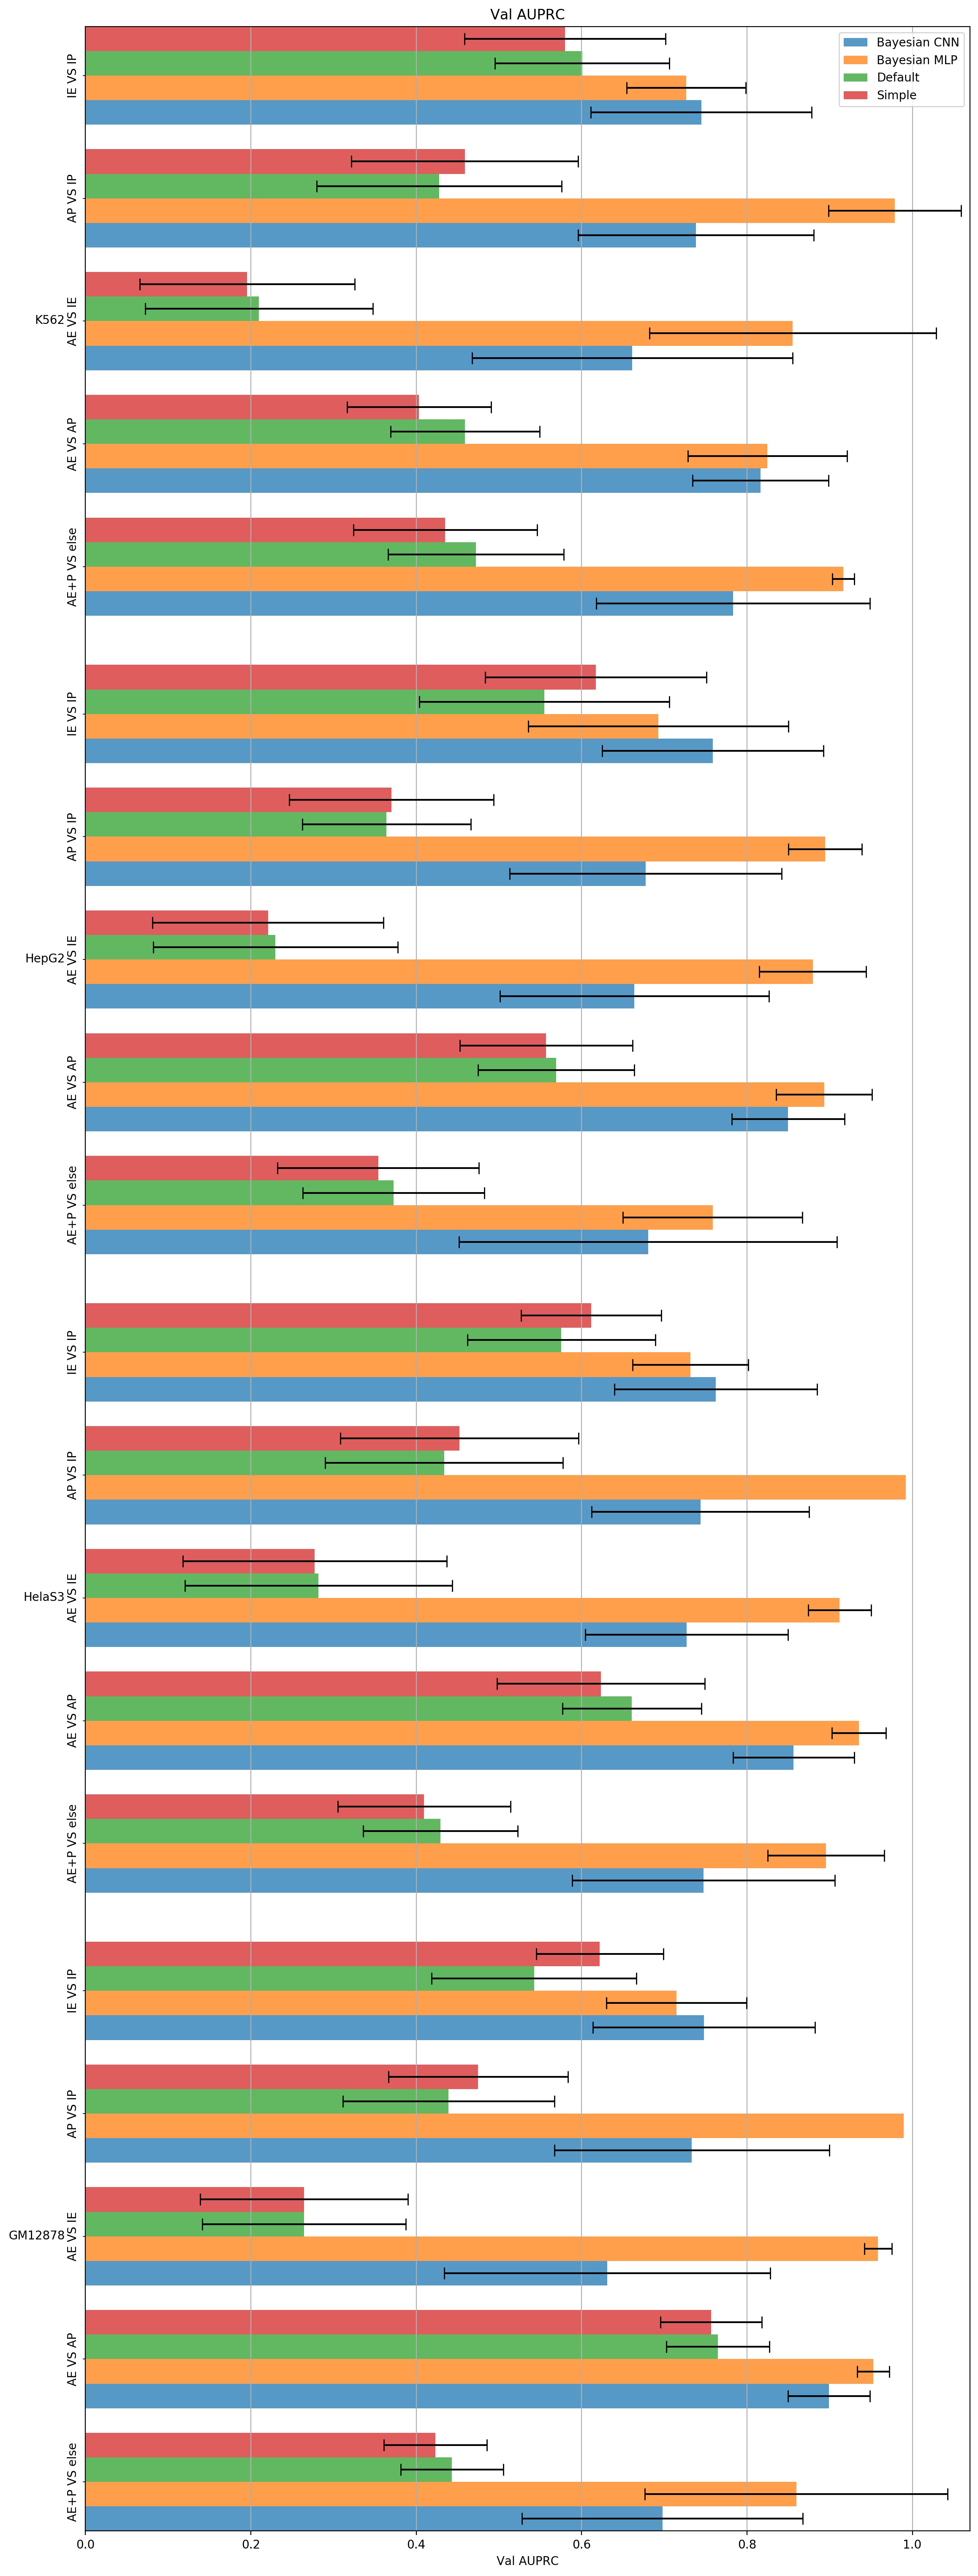 Val AUPRC
Bayesian CNN
Bayesian MLP
Default
Simple
IE VS IP
AP VS IP
K562
AE VS IE
AE VS AP
AE+P VS else
IE VS IP
AP VS IP
HepG2
AE VS IE
AE VS AP
AE+P VS else
IE VS IP
AP VS IP
HelaS3
AE VS IE
AE VS AP
AE+P VS else
IE VS IP
AP VS IP
GM12878
AE VS IE
AE VS AP
AE+P VS else
0.0 0.2 0.4 0.6 0.8 1.0
Val AUPRC